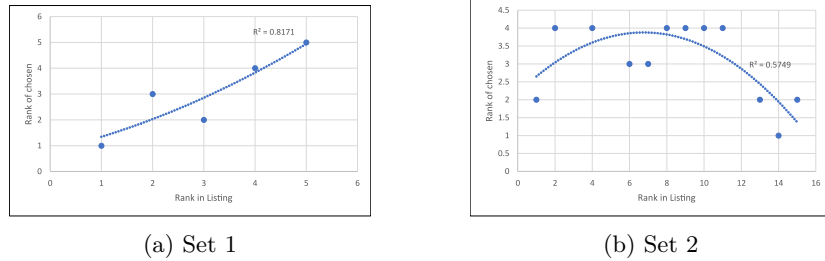 6
5
4
3
2
1
0
Rank of chosen
R² = 0.8171
0 1 2 3 4 5 6
Rank in Listing
(a) Set 1
4.5
4
3.5
3
2.5
2
1.5
1
0.5
0.5
Rank of chosen
R² = 0.5749
0 2 4 6 8 10 12 14 16
Rank in Listing
(b) Set 2